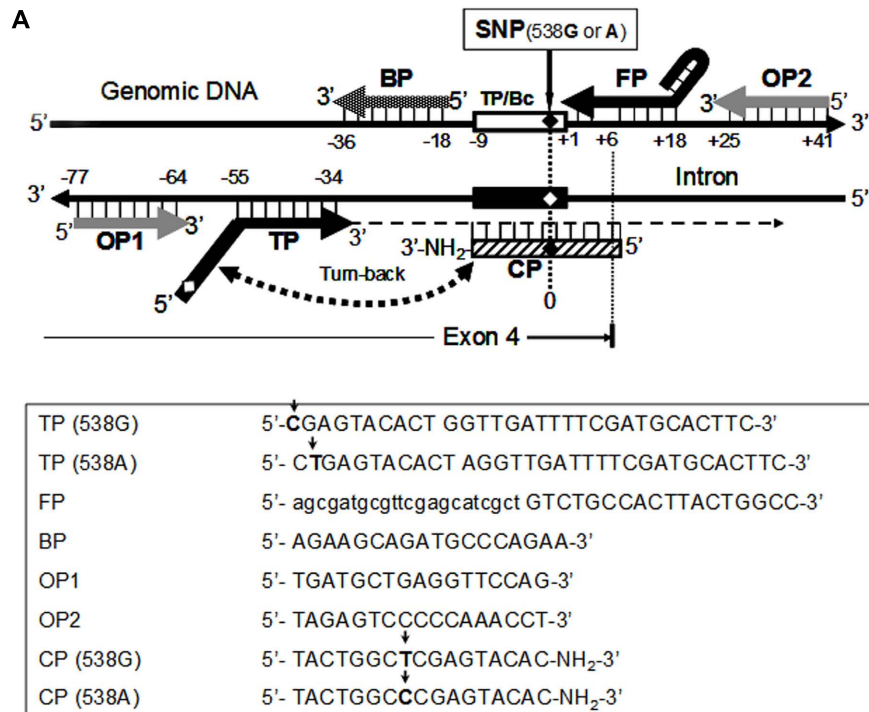 A
SNP(538G or A)
Genomic DNA
3' BP 5'
TP/Bc
FP
3' OP2
5' 3'
-36 -18 -9 +1 +6 +18 +25 +41
-77 -64 -55 -34
Intron
3' 5'
5' OP1 3' TP 3'
3'-NH2- CP 5'
5' Turn-back
0
Exon 4
TP (538G) 5'-CGAGTACACT GGTTGATTTTCGATGCACTTC-3'
TP (538A) 5'- CTGAGTACACT AGGTTGATTTTCGATGCACTTC-3'
FP 5'- agcgatgcgttcgagcatcgct GTCTGCCACTTACTGGCC-3'
BP 5'- AGAAGCAGATGCCCAGAA-3'
OP1 5'- TGATGCTGAGGTTCCAG-3'
OP2 5'- TAGAGTCCCCCAAACCT-3'
CP (538G) 5'- TACTGGCTCGAGTACAC-NH2-3'
CP (538A) 5'- TACTGGCCCGAGTACAC-NH2-3'